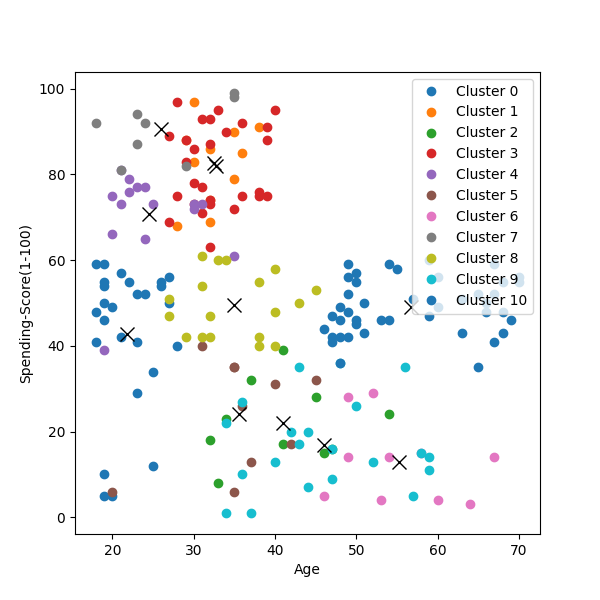 100
80
60
40
20
0
Spending-Score(1-100)
Cluster 0
Cluster 1
Cluster 2
Cluster 3
Cluster 4
Cluster 5
Cluster 6
Cluster 7
Cluster 8
Cluster 9
Cluster 10
20 30 40 50 60 70
Age